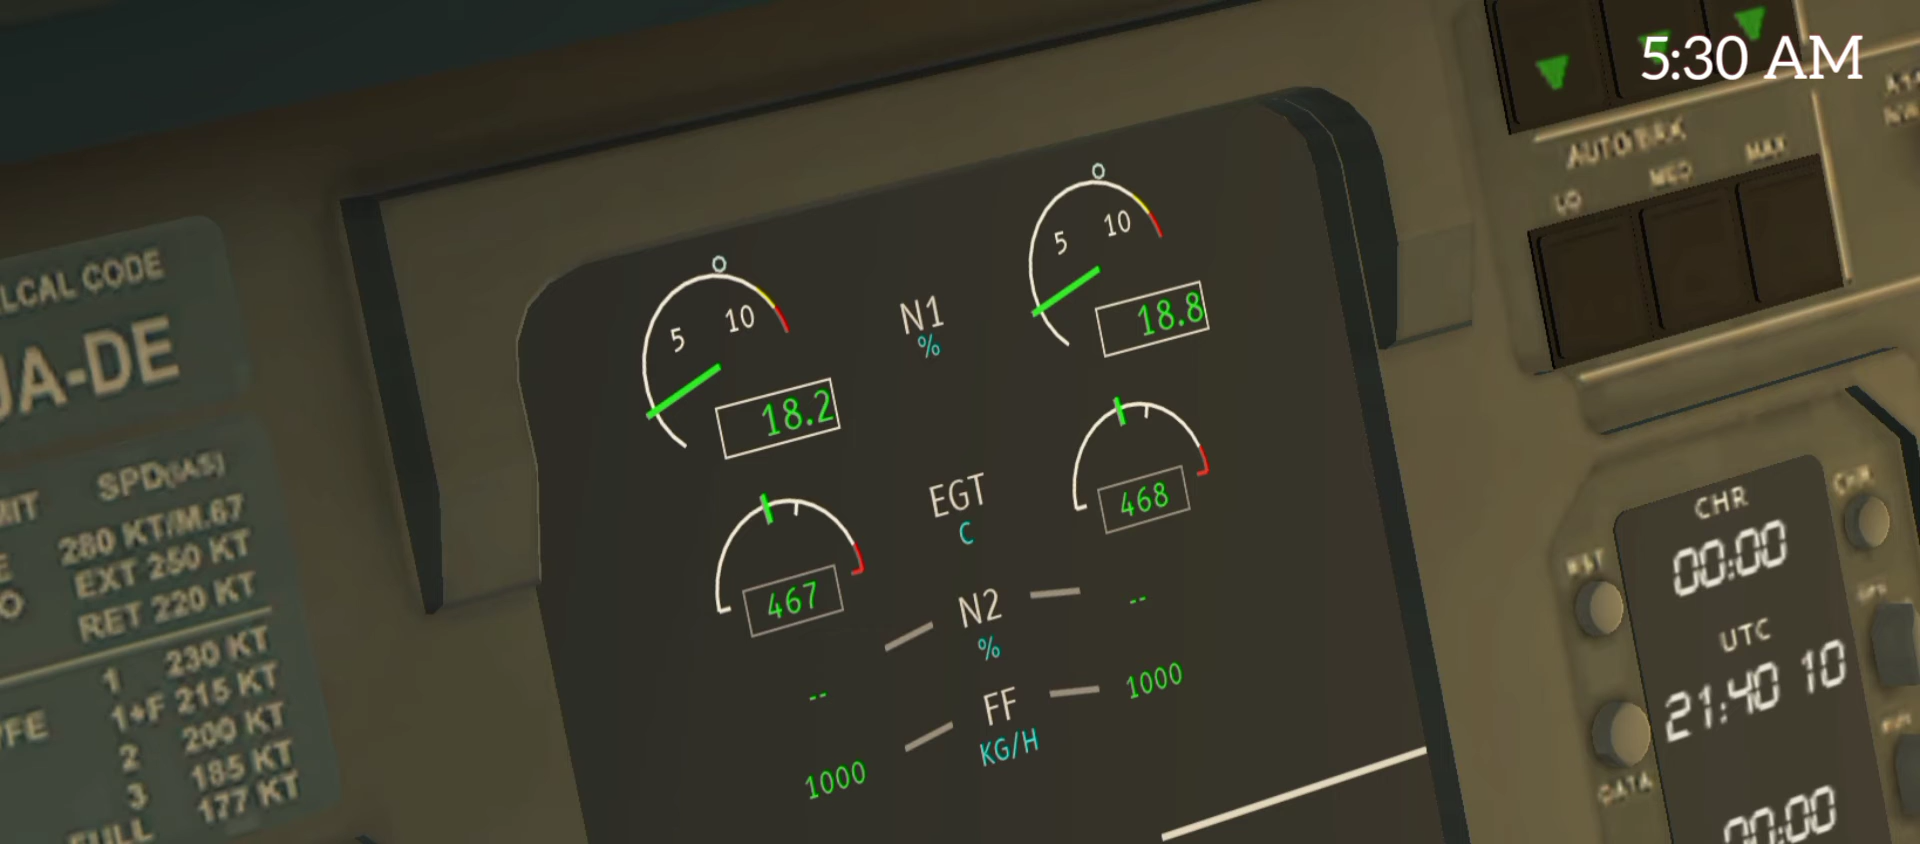 5:30 AM
AUTO/BRK
LO MED MAX
LCAL CODE
JA-DE
SPD(IAS)
280 KT/M.67
EXT 250 KT
RET 220 KT
1 230 KT
1+F 215 KT
2 200 KT
3 185 KT
FULL 177 KT
5 10
18.2
N1
%
5 10
18.8
467
EGT
C
468
--
N2
%
--
1000
FF
KG/H
1000
CHR
00:00
UTC
21:40 10
00:00
RST
CHR
DATA